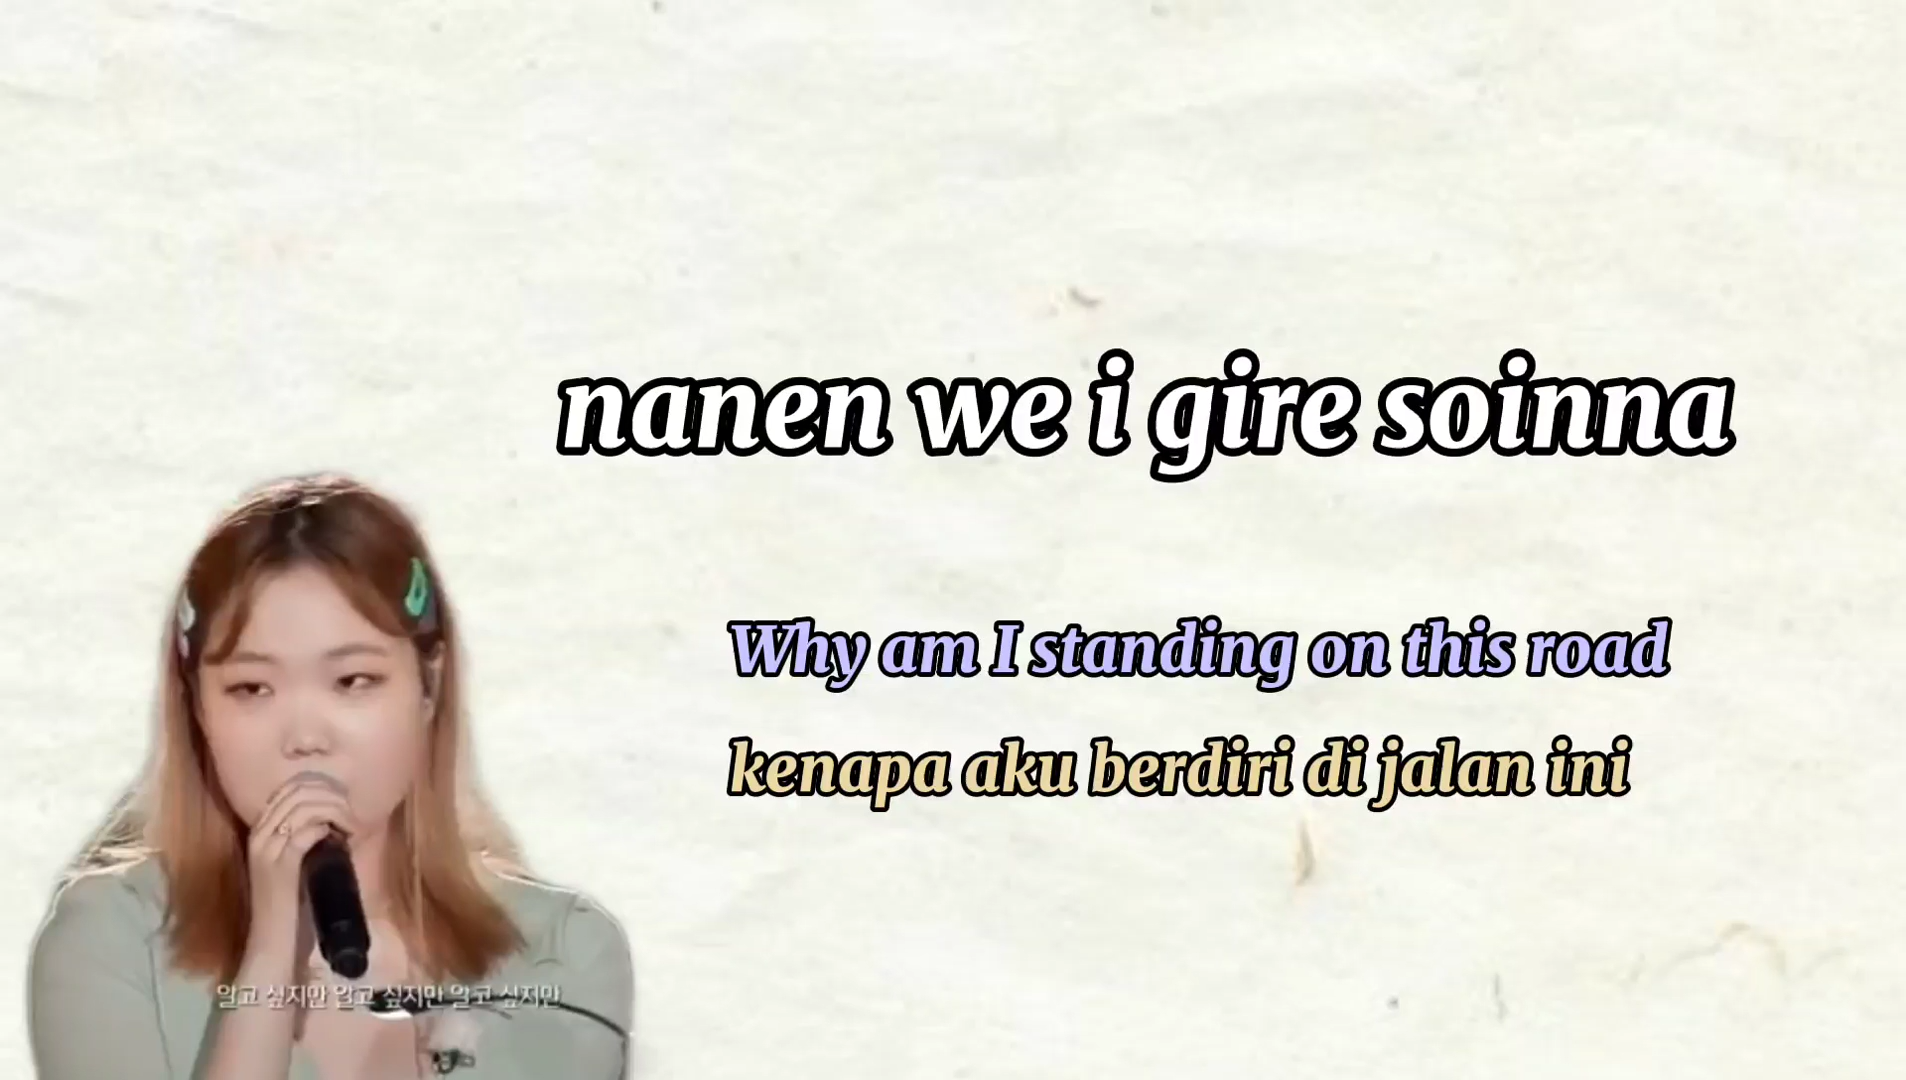 nanen we i gire soinna
Why am I standing on this road
kenapa aku berdiri di jalan ini
알고 싶지만 알고 싶지만 알고 싶지만